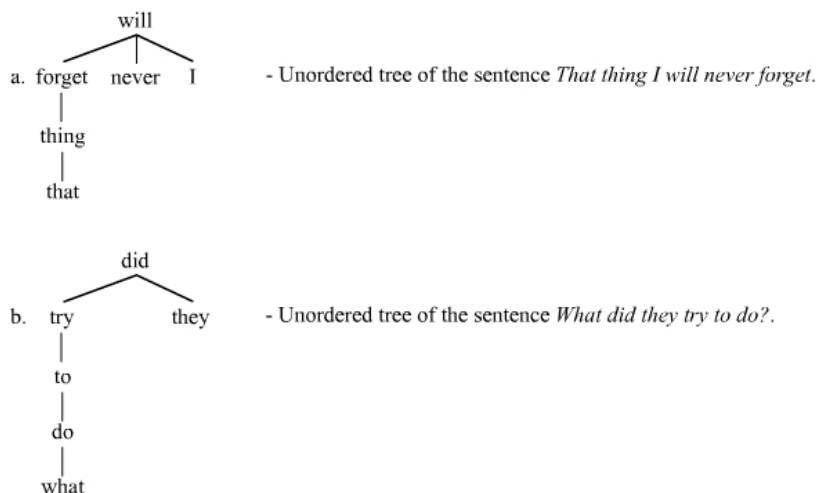 will
a. forget never I - Unordered tree of the sentence That thing I will never forget.
thing
that
did
b. try they - Unordered tree of the sentence What did they try to do?.
to
do
what